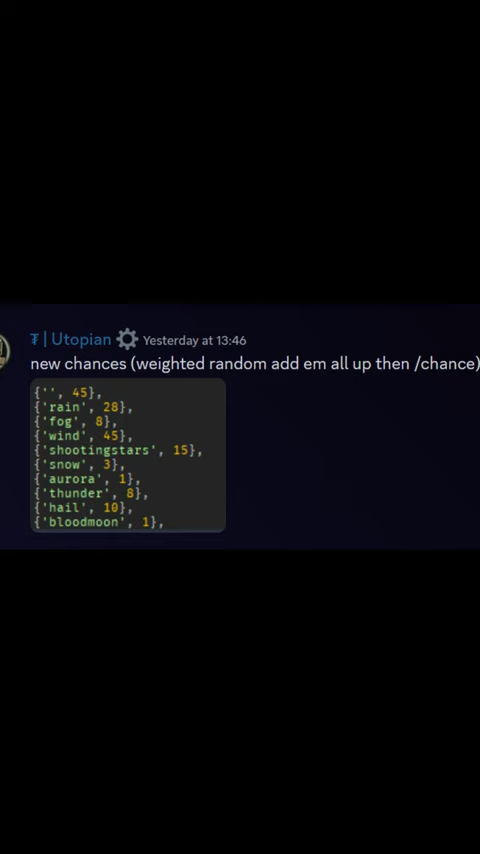 ₮ | Utopian Yesterday at 13:46
new chances (weighted random add em all up then /chance)
{'', 45},
{'rain', 28},
{'fog', 8},
{'wind', 45},
{'shootingstars', 15},
{'snow', 3},
{'aurora', 1},
{'thunder', 8},
{'hail', 10},
{'bloodmoon', 1},